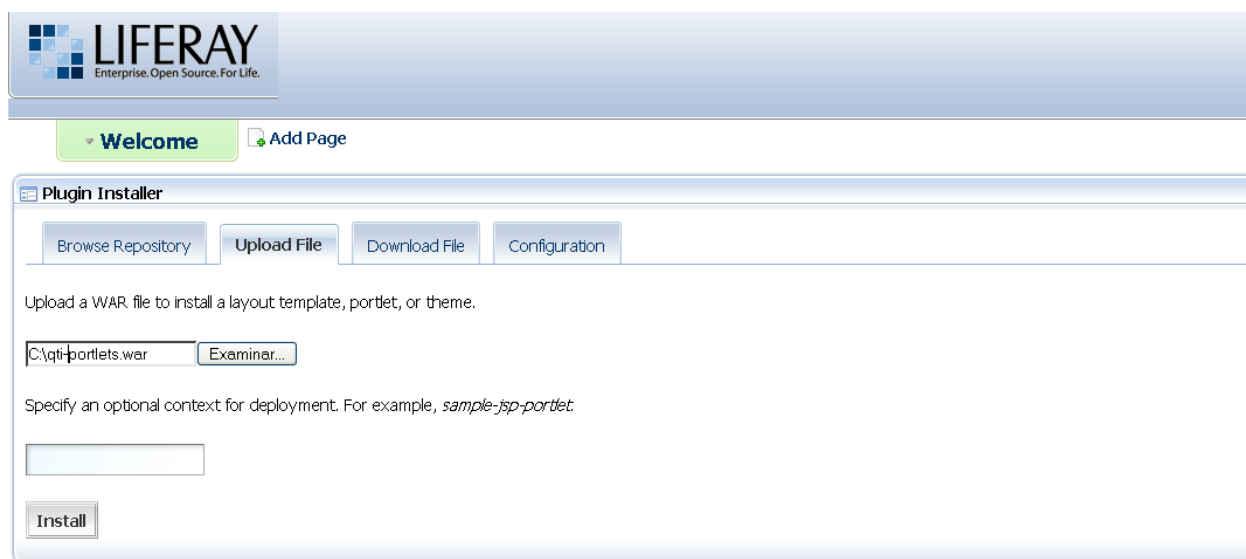 LIFERAY
Enterprise. Open Source. For Life.
Welcome
Add Page
Plugin Installer
Browse Repository
Upload File
Download File
Configuration
Upload a WAR file to install a layout template, portlet, or theme.
C:\qti-portlets.war
Examinar...
Specify an optional context for deployment. For example, sample-jsp-portlet.
Install